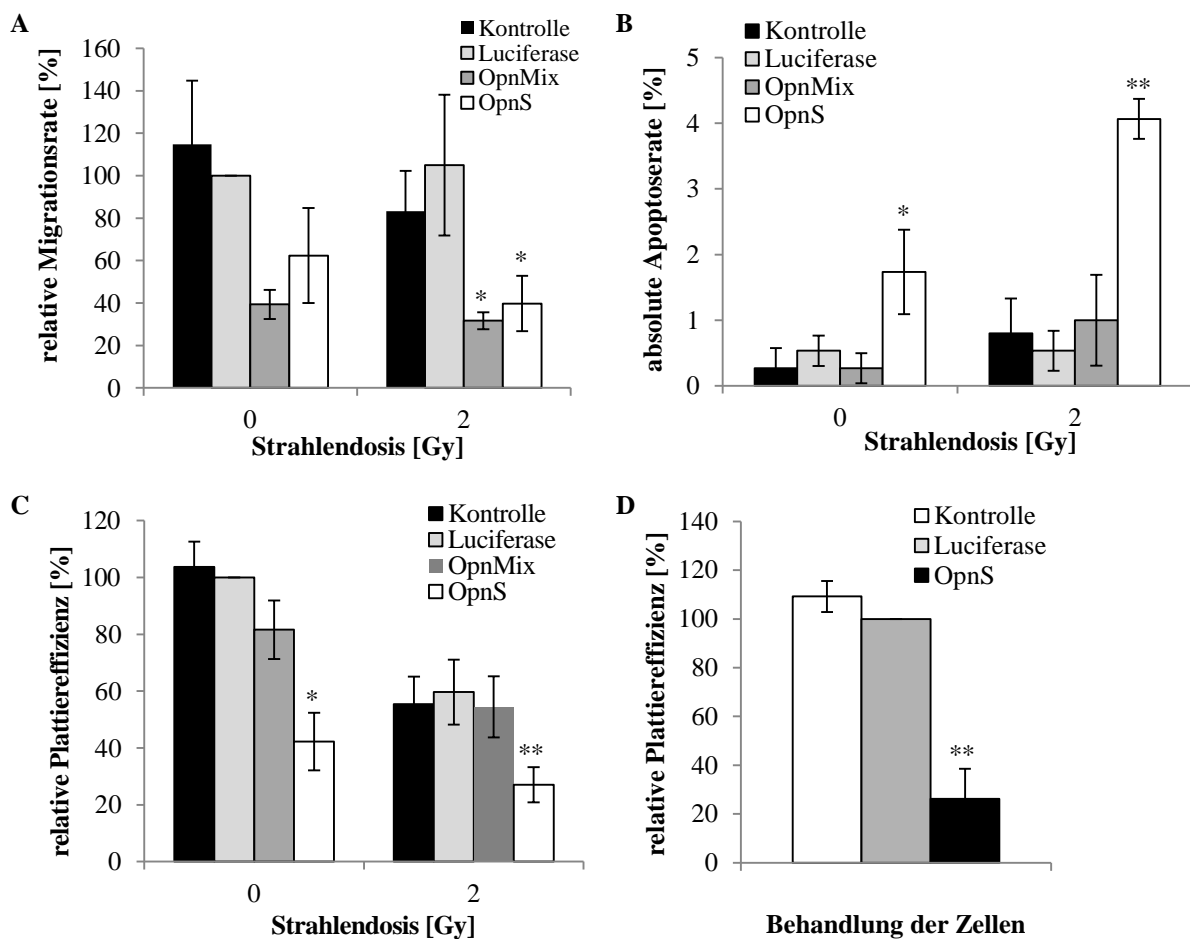 A
relative Migrationsrate [%]
160
140
120
100
80
60
40
20
0
Kontrolle
Luciferase
OpnMix
OpnS
*
*
0
2
Strahlendosis [Gy]
B
absolute Apoptoserate [%]
5
4
3
2
1
0
Kontrolle
Luciferase
OpnMix
OpnS
*
**
0
2
Strahlendosis [Gy]
C
relative Plattiereffizienz [%]
120
100
80
60
40
20
0
Kontrolle
Luciferase
OpnMix
OpnS
*
**
0
2
Strahlendosis [Gy]
D
relative Plattiereffizienz [%]
140
120
100
80
60
40
20
0
Kontrolle
Luciferase
OpnS
**
Behandlung der Zellen